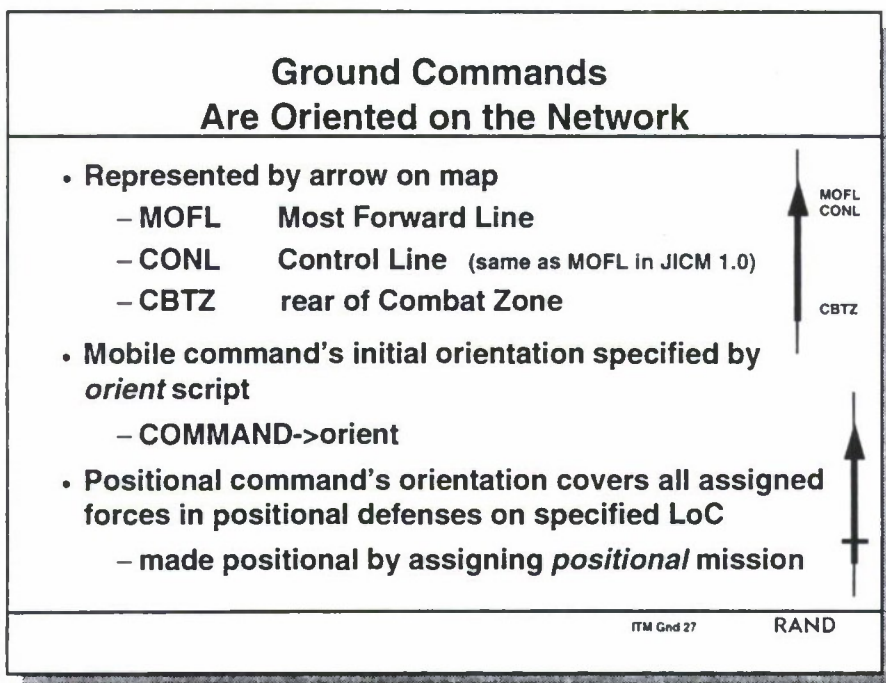 Ground Commands
Are Oriented on the Network
• Represented by arrow on map
– MOFL Most Forward Line
– CONL Control Line (same as MOFL in JICM 1.0)
– CBTZ rear of Combat Zone
MOFL
CONL
CBTZ
• Mobile command's initial orientation specified by
orient script
– COMMAND->orient
• Positional command's orientation covers all assigned
forces in positional defenses on specified LoC
– made positional by assigning positional mission
ITM Gnd 27
RAND